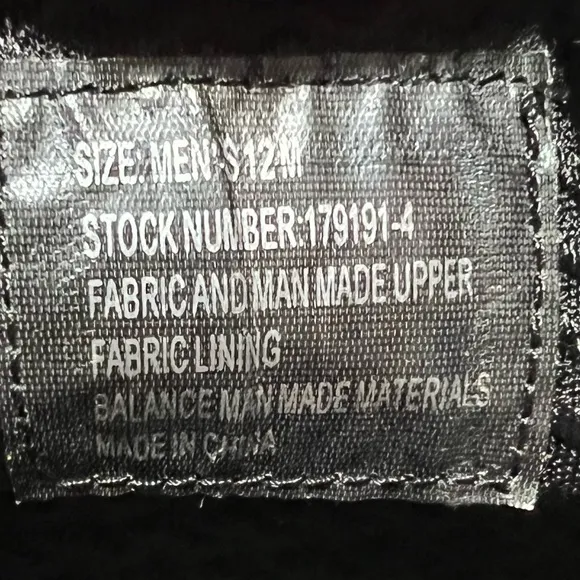 SIZE: MEN'S 12 M
STOCK NUMBER:179191-4
FABRIC AND MAN MADE UPPER
FABRIC LINING
BALANCE MAN MADE MATERIALS
MADE IN CHINA